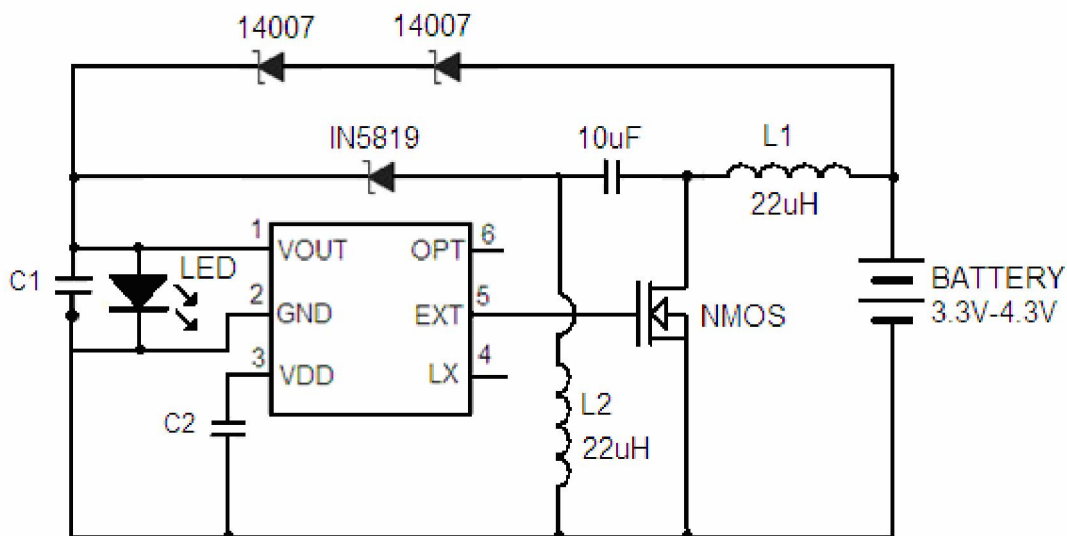 14007
14007
IN5819
10uF
L1
22uH
1
VOUT
OPT
6
C1
LED
2
GND
EXT
5
NMOS
BATTERY
3.3V-4.3V
3
VDD
LX
4
C2
L2
22uH